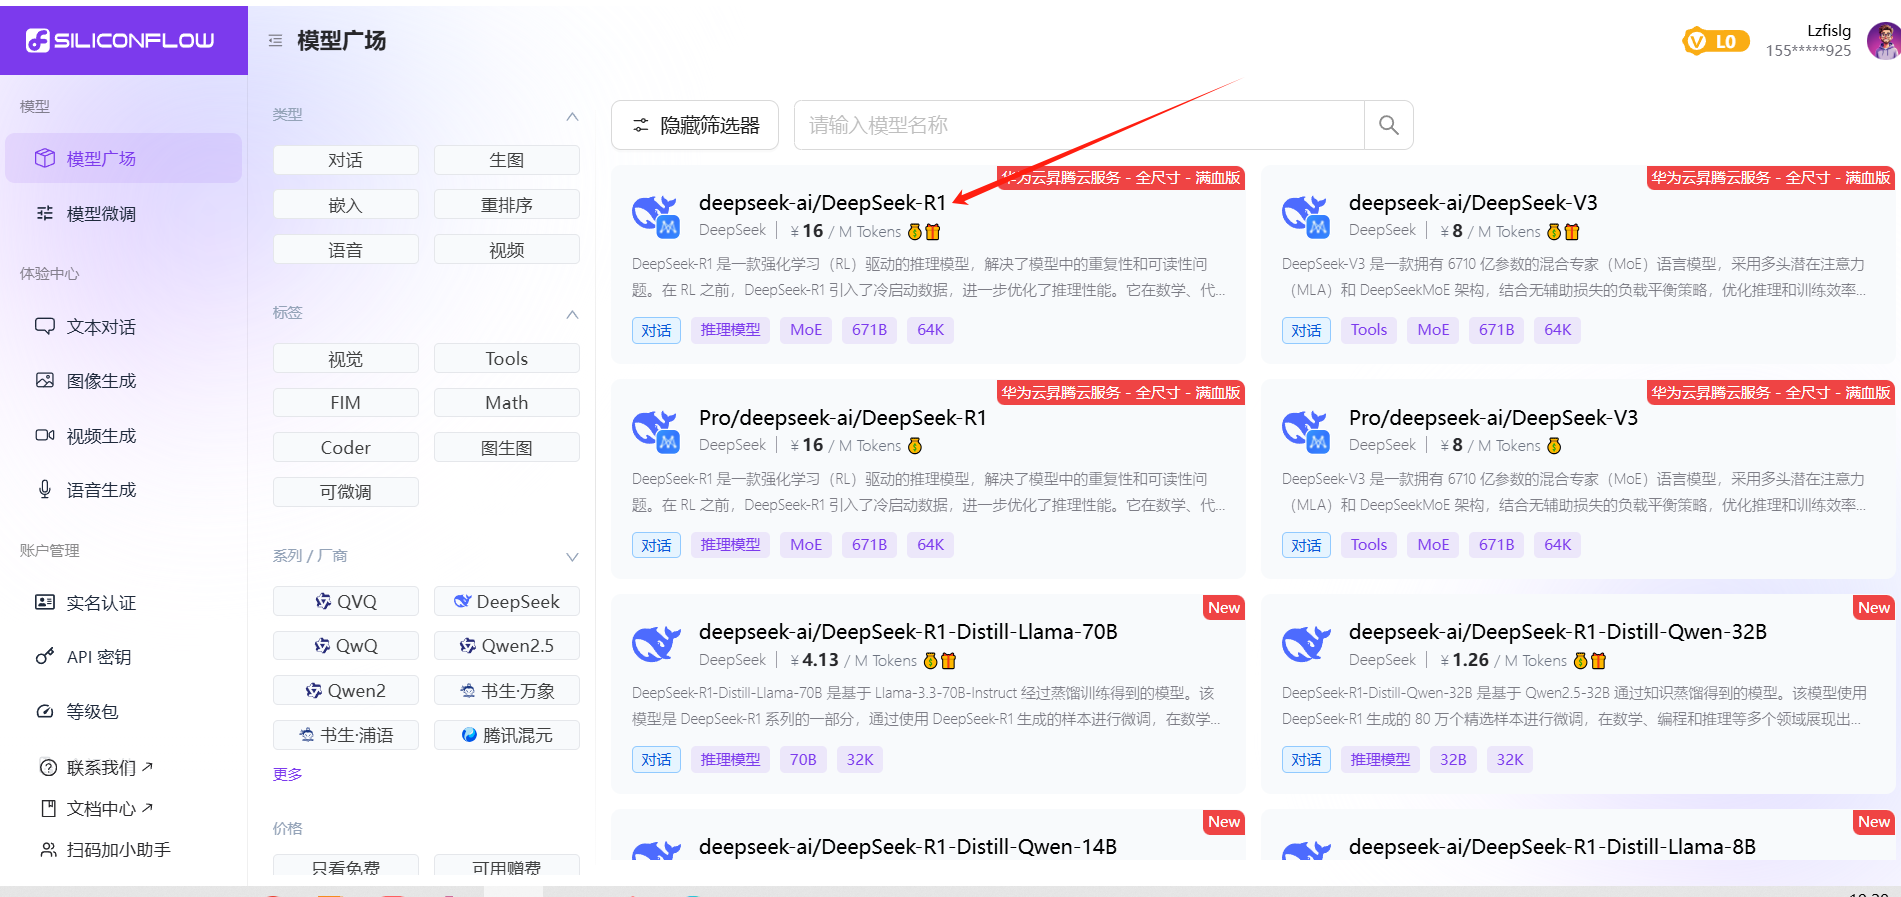 SILICONFLOW
模型广场
L0
Lzfislg
155*****925
模型
模型广场
模型微调
体验中心
文本对话
图像生成
视频生成
语音生成
账户管理
实名认证
API 密钥
等级包
联系我们
文档中心
扫码加小助手
类型
对话
生图
嵌入
重排序
语音
视频
标签
视觉
Tools
FIM
Math
Coder
图生图
可微调
系列 / 厂商
QVQ
DeepSeek
QwQ
Qwen2.5
Qwen2
书生·万象
书生·浦语
腾讯混元
更多
价格
只看免费
可用赠费
隐藏筛选器
请输入模型名称
华为云昇腾云服务 - 全尺寸 - 满血版
deepseek-ai/DeepSeek-R1
DeepSeek | ￥16 / M Tokens
DeepSeek-R1 是一款强化学习（RL）驱动的推理模型，解决了模型中的重复性和可读性问
题。在 RL 之前，DeepSeek-R1 引入了冷启动数据，进一步优化了推理性能。它在数学、代...
对话 推理模型 MoE 671B 64K
华为云昇腾云服务 - 全尺寸 - 满血版
deepseek-ai/DeepSeek-V3
DeepSeek | ￥8 / M Tokens
DeepSeek-V3 是一款拥有 6710 亿参数的混合专家（MoE）语言模型，采用多头潜在注意力
（MLA）和 DeepSeekMoE 架构，结合无辅助损失的负载平衡策略，优化推理和训练效率...
对话 Tools MoE 671B 64K
华为云昇腾云服务 - 全尺寸 - 满血版
Pro/deepseek-ai/DeepSeek-R1
DeepSeek | ￥16 / M Tokens
DeepSeek-R1 是一款强化学习（RL）驱动的推理模型，解决了模型中的重复性和可读性问
题。在 RL 之前，DeepSeek-R1 引入了冷启动数据，进一步优化了推理性能。它在数学、代...
对话 推理模型 MoE 671B 64K
华为云昇腾云服务 - 全尺寸 - 满血版
Pro/deepseek-ai/DeepSeek-V3
DeepSeek | ￥8 / M Tokens
DeepSeek-V3 是一款拥有 6710 亿参数的混合专家（MoE）语言模型，采用多头潜在注意力
（MLA）和 DeepSeekMoE 架构，结合无辅助损失的负载平衡策略，优化推理和训练效率...
对话 Tools MoE 671B 64K
New
deepseek-ai/DeepSeek-R1-Distill-Llama-70B
DeepSeek | ￥4.13 / M Tokens
DeepSeek-R1-Distill-Llama-70B 是基于 Llama-3.3-70B-Instruct 经过蒸馏训练得到的模型。该
模型是 DeepSeek-R1 系列的一部分，通过使用 DeepSeek-R1 生成的样本进行微调，在数学...
对话 推理模型 70B 32K
New
deepseek-ai/DeepSeek-R1-Distill-Qwen-32B
DeepSeek | ￥1.26 / M Tokens
DeepSeek-R1-Distill-Qwen-32B 是基于 Qwen2.5-32B 通过知识蒸馏得到的模型。该模型使用
DeepSeek-R1 生成的 80 万个精选样本进行微调，在数学、编程和推理等多个领域展现出...
对话 推理模型 32B 32K
New
deepseek-ai/DeepSeek-R1-Distill-Qwen-14B
New
deepseek-ai/DeepSeek-R1-Distill-Llama-8B